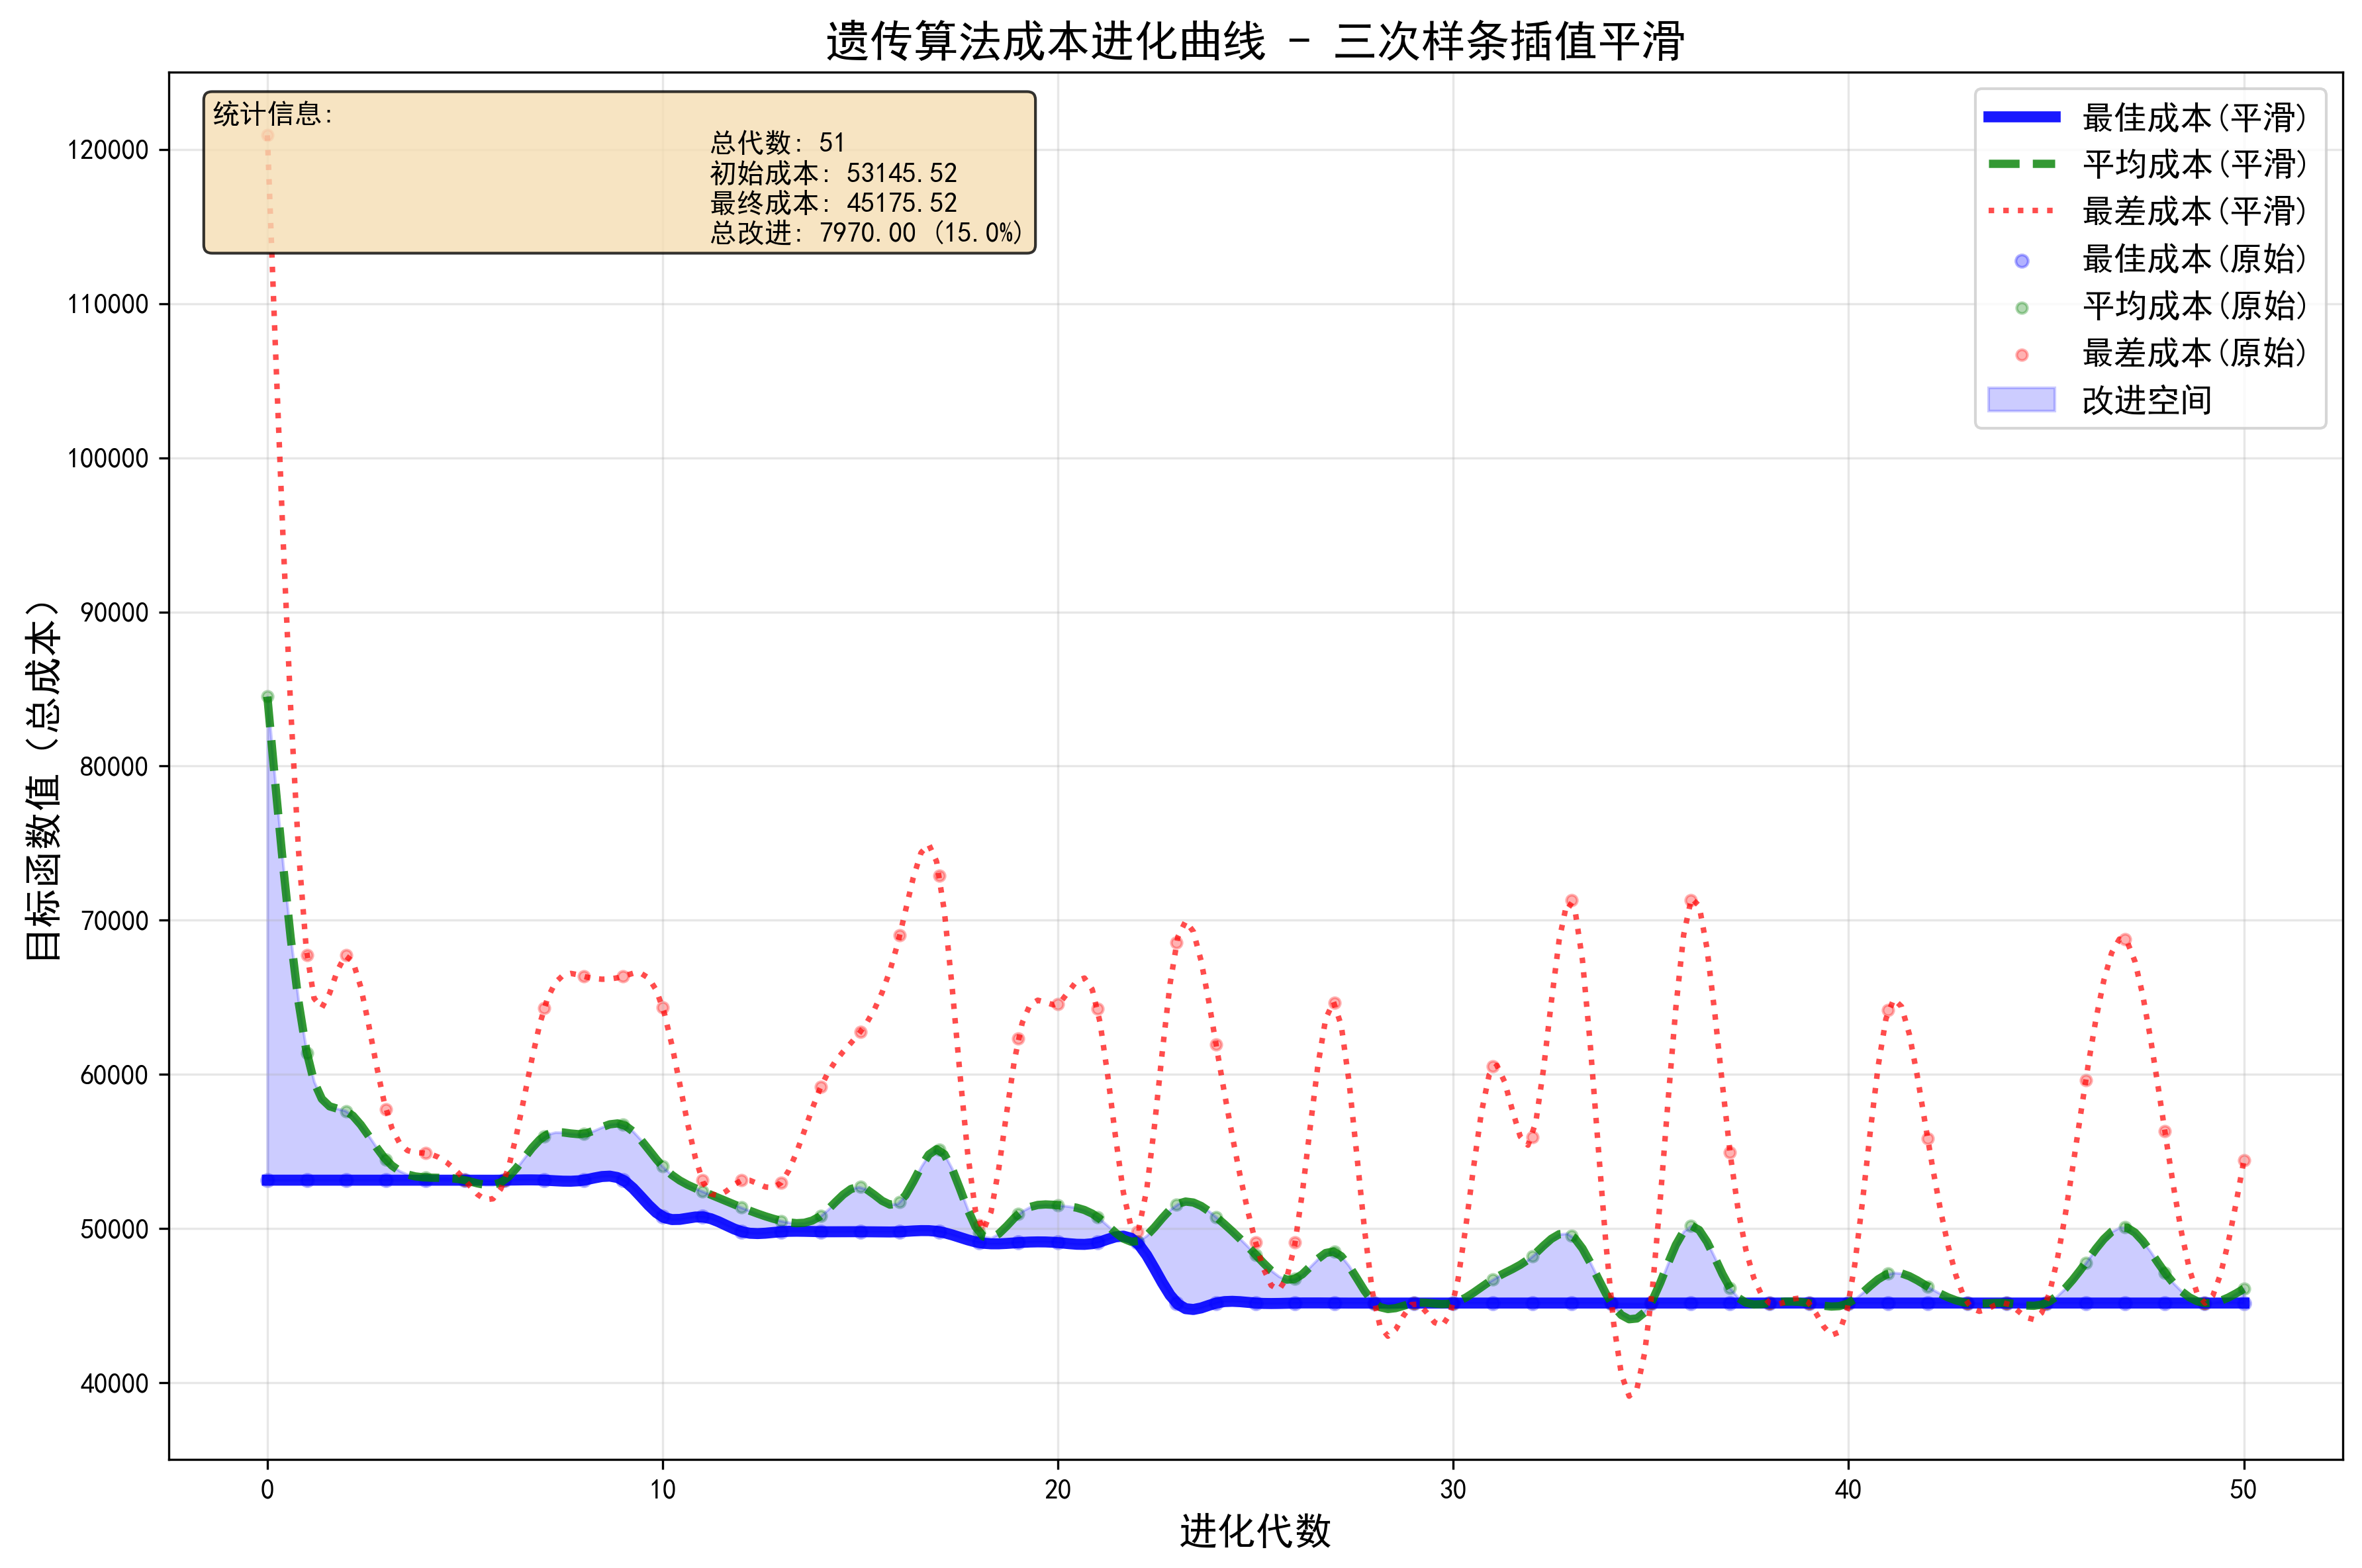 遗传算法成本进化曲线 - 三次样条插值平滑
统计信息:
总代数: 51
初始成本: 53145.52
最终成本: 45175.52
总改进: 7970.00 (15.0%)
最佳成本(平滑)
平均成本(平滑)
最差成本(平滑)
最佳成本(原始)
平均成本(原始)
最差成本(原始)
改进空间
目标函数值（总成本）
120000
110000
100000
90000
80000
70000
60000
50000
40000
0 10 20 30 40 50
进化代数